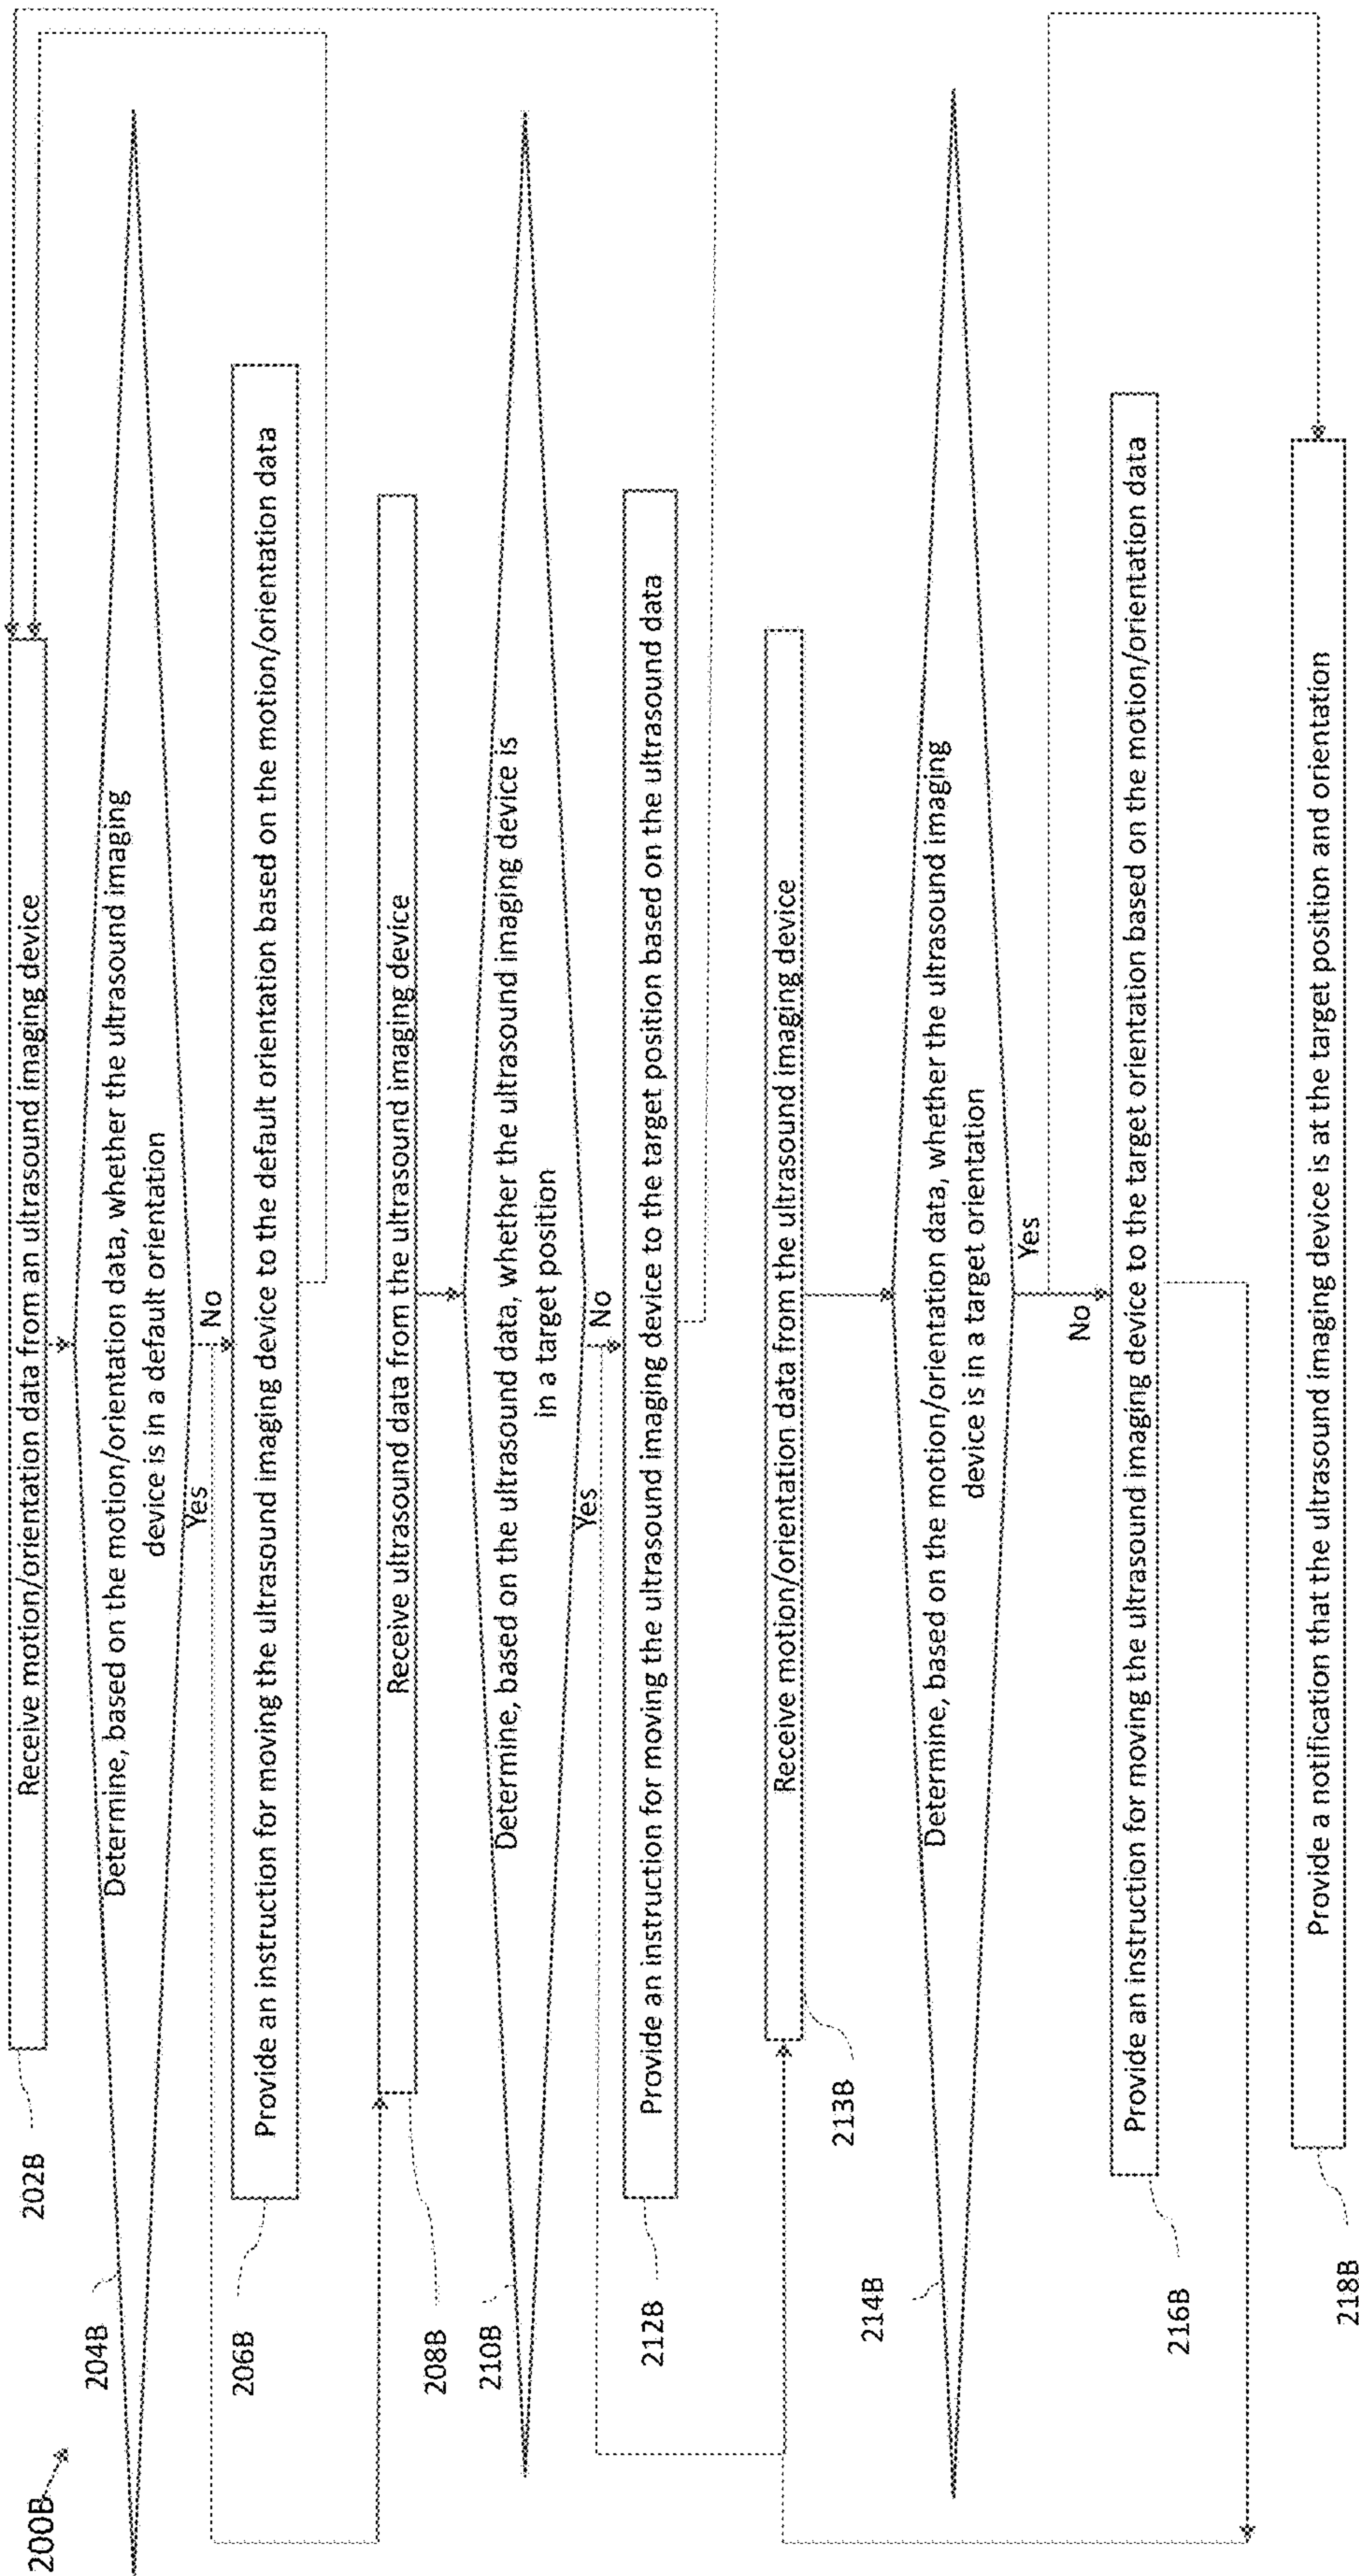 200B
202B
Receive motion/orientation data from an ultrasound imaging device
204B
Determine, based on the motion/orientation data, whether the ultrasound imaging
device is in a default orientation
Yes
No
206B
Provide an instruction for moving the ultrasound imaging device to the default orientation based on the motion/orientation data
208B
Receive ultrasound data from the ultrasound imaging device
210B
Determine, based on the ultrasound data, whether the ultrasound imaging device is
in a target position
Yes
No
212B
Provide an instruction for moving the ultrasound imaging device to the target position based on the ultrasound data
213B
Receive motion/orientation data from the ultrasound imaging device
214B
Determine, based on the motion/orientation data, whether the ultrasound imaging
device is in a target orientation
Yes
No
216B
Provide an instruction for moving the ultrasound imaging device to the target orientation based on the motion/orientation data
218B
Provide a notification that the ultrasound imaging device is at the target position and orientation